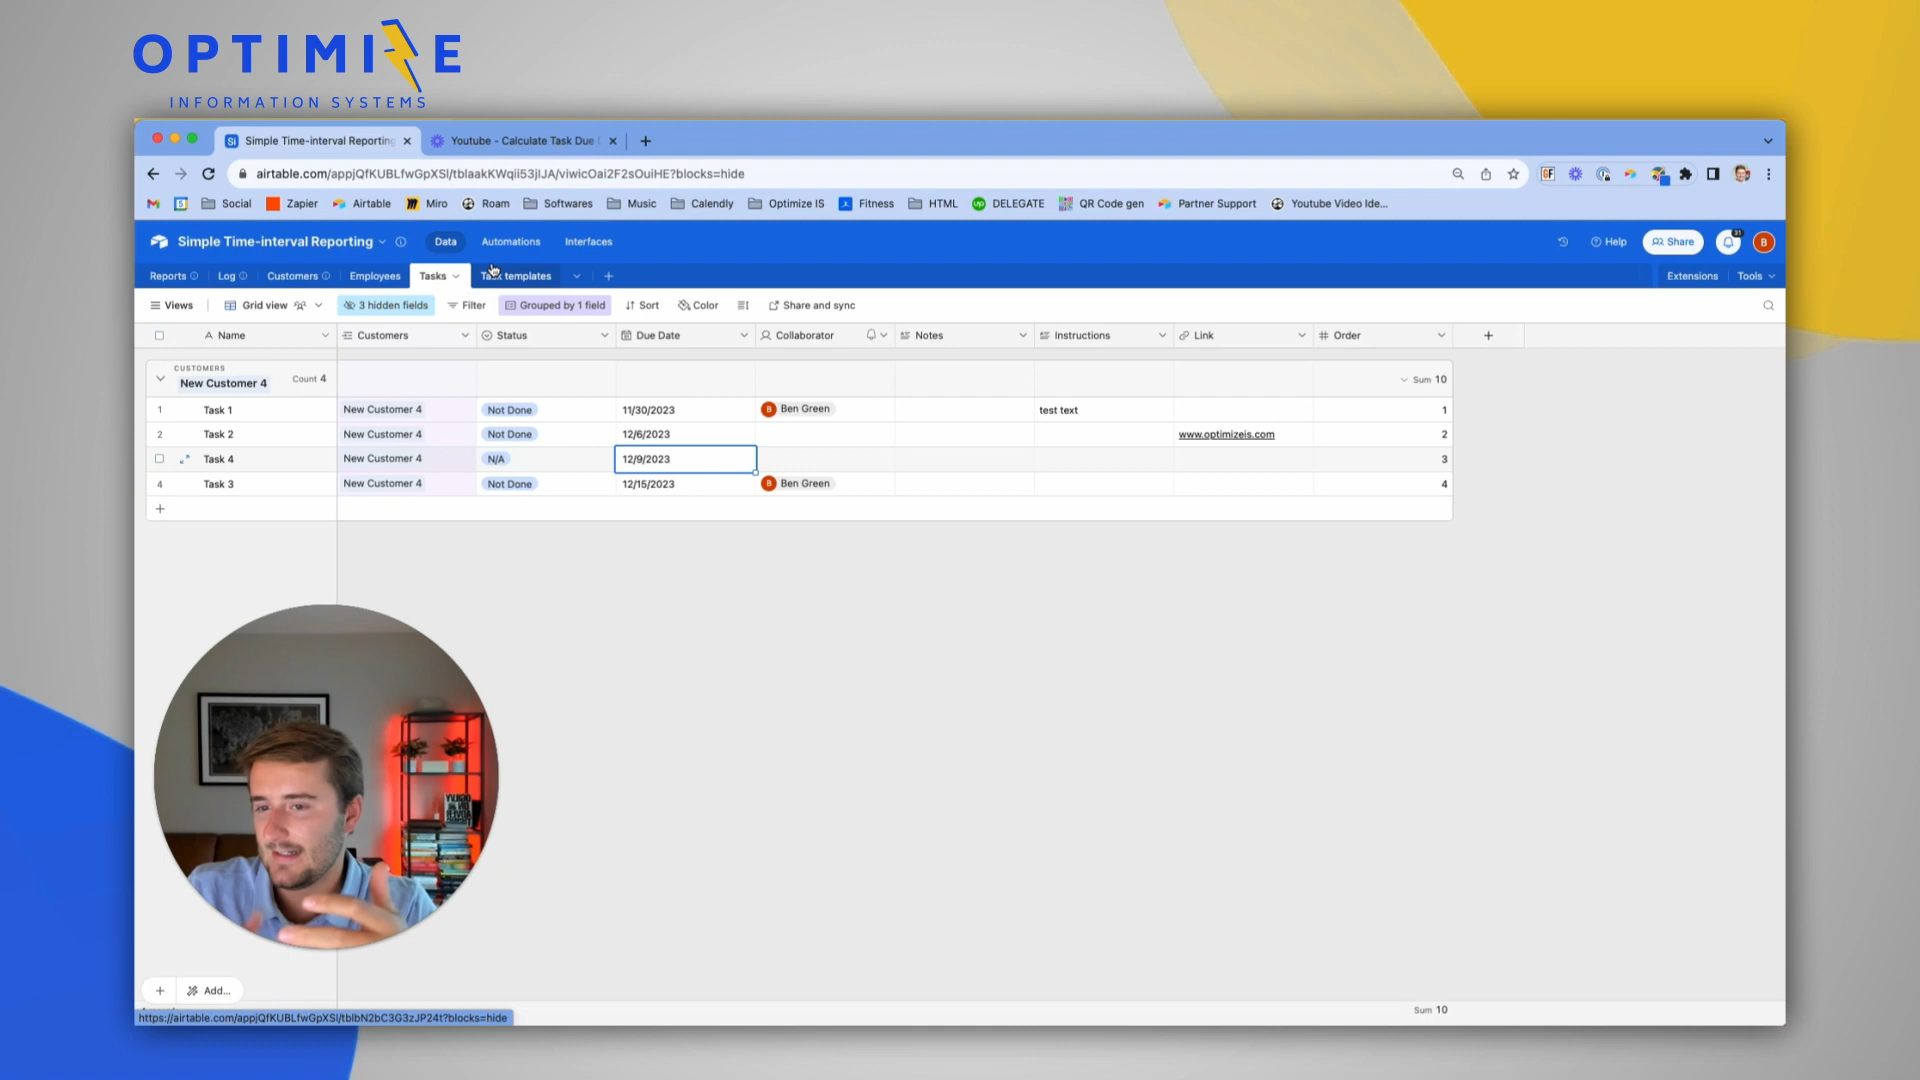 OPTIMIZE
INFORMATION SYSTEMS
Simple Time-interval Reporting
Youtube - Calculate Task Due
airtable.com/appjQfKUBLfwGpXSl/tblaakKWqii53jlJA/viwicOai2F2sOuiHE?blocks=hide
Social Zapier Airtable Miro Roam Softwares Music Calendly Optimize IS Fitness HTML DELEGATE QR Code gen Partner Support Youtube Video Ide...
Simple Time-interval Reporting Data Automations Interfaces Help Share 31 B
Reports Log Customers Employees Tasks Task templates Extensions Tools
Views Grid view 3 hidden fields Filter Grouped by 1 field Sort Color Share and sync
Name Customers Status Due Date Collaborator Notes Instructions Link Order
CUSTOMERS
New Customer 4 Count 4 Sum 10
1 Task 1 New Customer 4 Not Done 11/30/2023 B Ben Green test text 1
2 Task 2 New Customer 4 Not Done 12/6/2023 www.optimizeis.com 2
Task 4 New Customer 4 N/A 12/9/2023 3
4 Task 3 New Customer 4 Not Done 12/15/2023 B Ben Green 4
Add...
Sum 10
https://airtable.com/appjQfKUBLfwGpXSl/tblbN2bC3G3zJP24t?blocks=hide